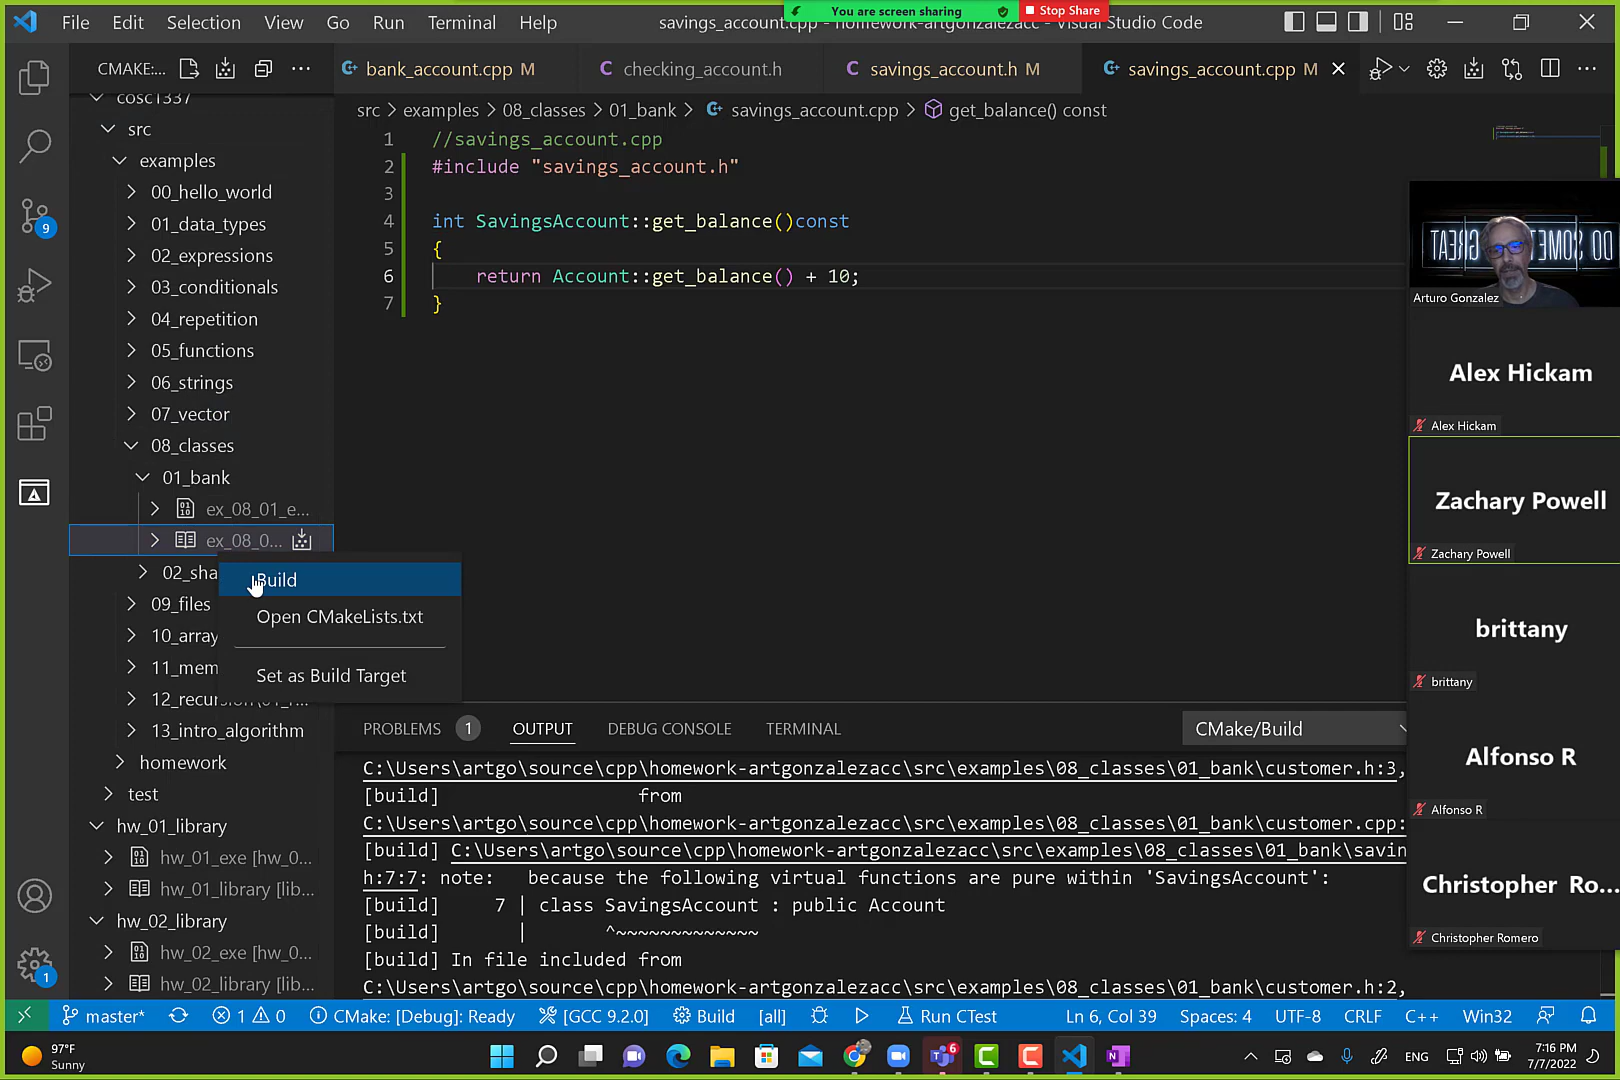 File Edit Selection View Go Run Terminal Help
savings_account.cpp - homework-artgonzalezacc - Visual Studio Code
You are screen sharing
Stop Share
CMAKE:...
bank_account.cpp M
checking_account.h
savings_account.h M
savings_account.cpp M
src > examples > 08_classes > 01_bank > savings_account.cpp > get_balance() const
cosc1337
src
examples
00_hello_world
01_data_types
02_expressions
03_conditionals
04_repetition
05_functions
06_strings
07_vector
08_classes
01_bank
ex_08_01_e...
ex_08_0...
02_sha
09_files
10_array
11_mem
13_intro_algorithm
homework
test
hw_01_library
hw_01_exe [hw_0...
hw_01_library [lib...
hw_02_library
hw_02_exe [hw_0...
hw_02_library [lib...
Build
Open CMakeLists.txt
Set as Build Target
1 //savings_account.cpp
2 #include "savings_account.h"
3
4 int SavingsAccount::get_balance()const
5 {
6 return Account::get_balance() + 10;
7 }
PROBLEMS 1 OUTPUT DEBUG CONSOLE TERMINAL
CMake/Build
C:\Users\artgo\source\cpp\homework-artgonzalezacc\src\examples\08_classes\01_bank\customer.h:3,
[build] from
C:\Users\artgo\source\cpp\homework-artgonzalezacc\src\examples\08_classes\01_bank\customer.cpp:
[build] C:\Users\artgo\source\cpp\homework-artgonzalezacc\src\examples\08_classes\01_bank\savin
h:7:7: note: because the following virtual functions are pure within 'SavingsAccount':
[build] 7 | class SavingsAccount : public Account
[build] | ^~~~~~~~~~~~~~
[build] In file included from
C:\Users\artgo\source\cpp\homework-artgonzalezacc\src\examples\08_classes\01_bank\customer.h:2,
DO SOMET GREAT
Arturo Gonzalez
Alex Hickam
Alex Hickam
Zachary Powell
Zachary Powell
brittany
brittany
Alfonso R
Alfonso R
Christopher Ro...
Christopher Romero
9
1
master*
1 0
CMake: [Debug]: Ready
[GCC 9.2.0]
Build
[all]
Run CTest
Ln 6, Col 39
Spaces: 4
UTF-8
CRLF
C++
Win32
97°F
Sunny
6
ENG
7:16 PM
7/7/2022